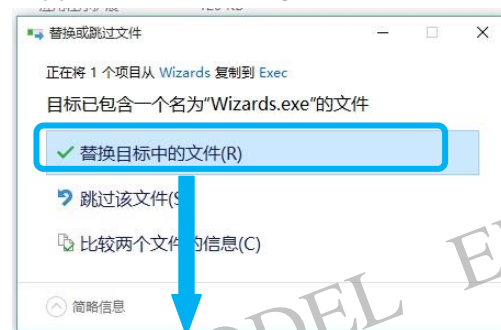 替换或跳过文件
正在将 1 个项目从 Wizards 复制到 Exec
目标已包含一个名为“Wizards.exe”的文件
替换目标中的文件(R)
跳过该文件(S
比较两个文件的信息(C)
简略信息
MODEL